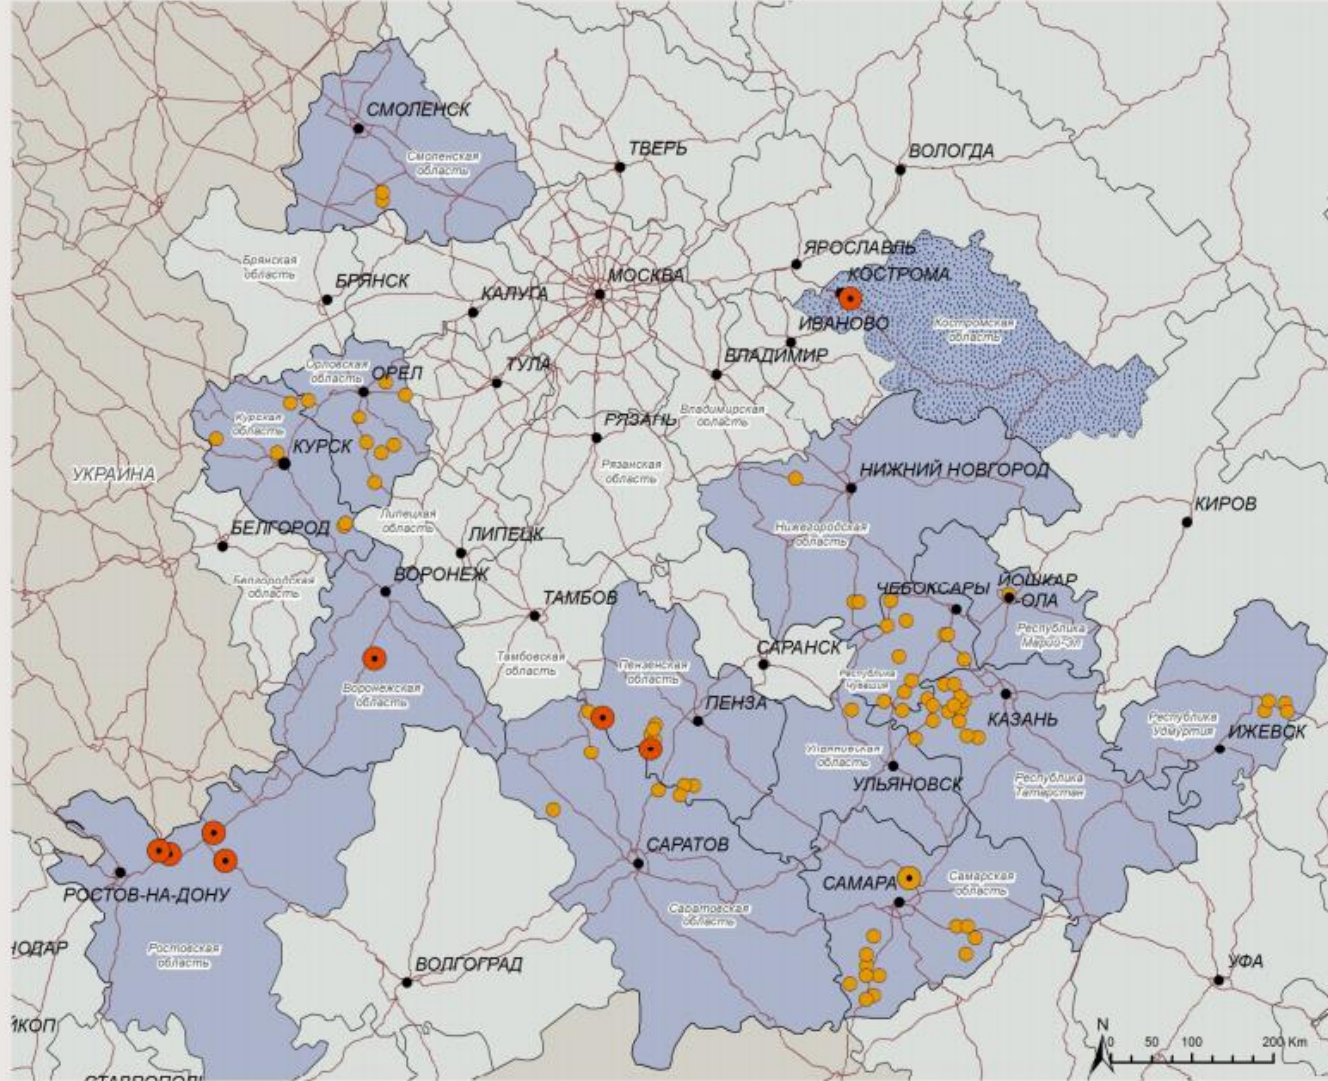 СМОЛЕНСК
Смоленская
область
ТВЕРЬ
ВОЛОГДА
ЯРОСЛАВЛЬ
КОСТРОМА
Брянская
область
БРЯНСК
КАЛУГА
МОСКВА
ИВАНОВО
Костромская
область
ВЛАДИМИР
ТУЛА
Орловская
область
ОРЕЛ
Курская
область
КУРСК
РЯЗАНЬ
Владимирская
область
Рязанская
область
УКРАИНА
НИЖНИЙ НОВГОРОД
КИРОВ
БЕЛГОРОД
Липецкая
область
ЛИПЕЦК
Нижегородская
область
Белгородская
область
ВОРОНЕЖ
ТАМБОВ
ЧЕБОКСАРЫ
ЙОШКАР
-ОЛА
Республика
Марий-Эл
САРАНСК
Тамбовская
область
Пензенская
область
Республика
Чувашия
Воронежская
область
ПЕНЗА
КАЗАНЬ
Республика
Удмуртия
ИЖЕВСК
Ульяновская
область
УЛЬЯНОВСК
Республика
Татарстан
САРАТОВ
РОСТОВ-НА-ДОНУ
САМАРА
Самарская
область
Саратовская
область
Ростовская
область
НОДАР
ВОЛГОГРАД
УФА
ЙКОП
СТАВРОПОЛЬ
N
0 50 100 200 Km